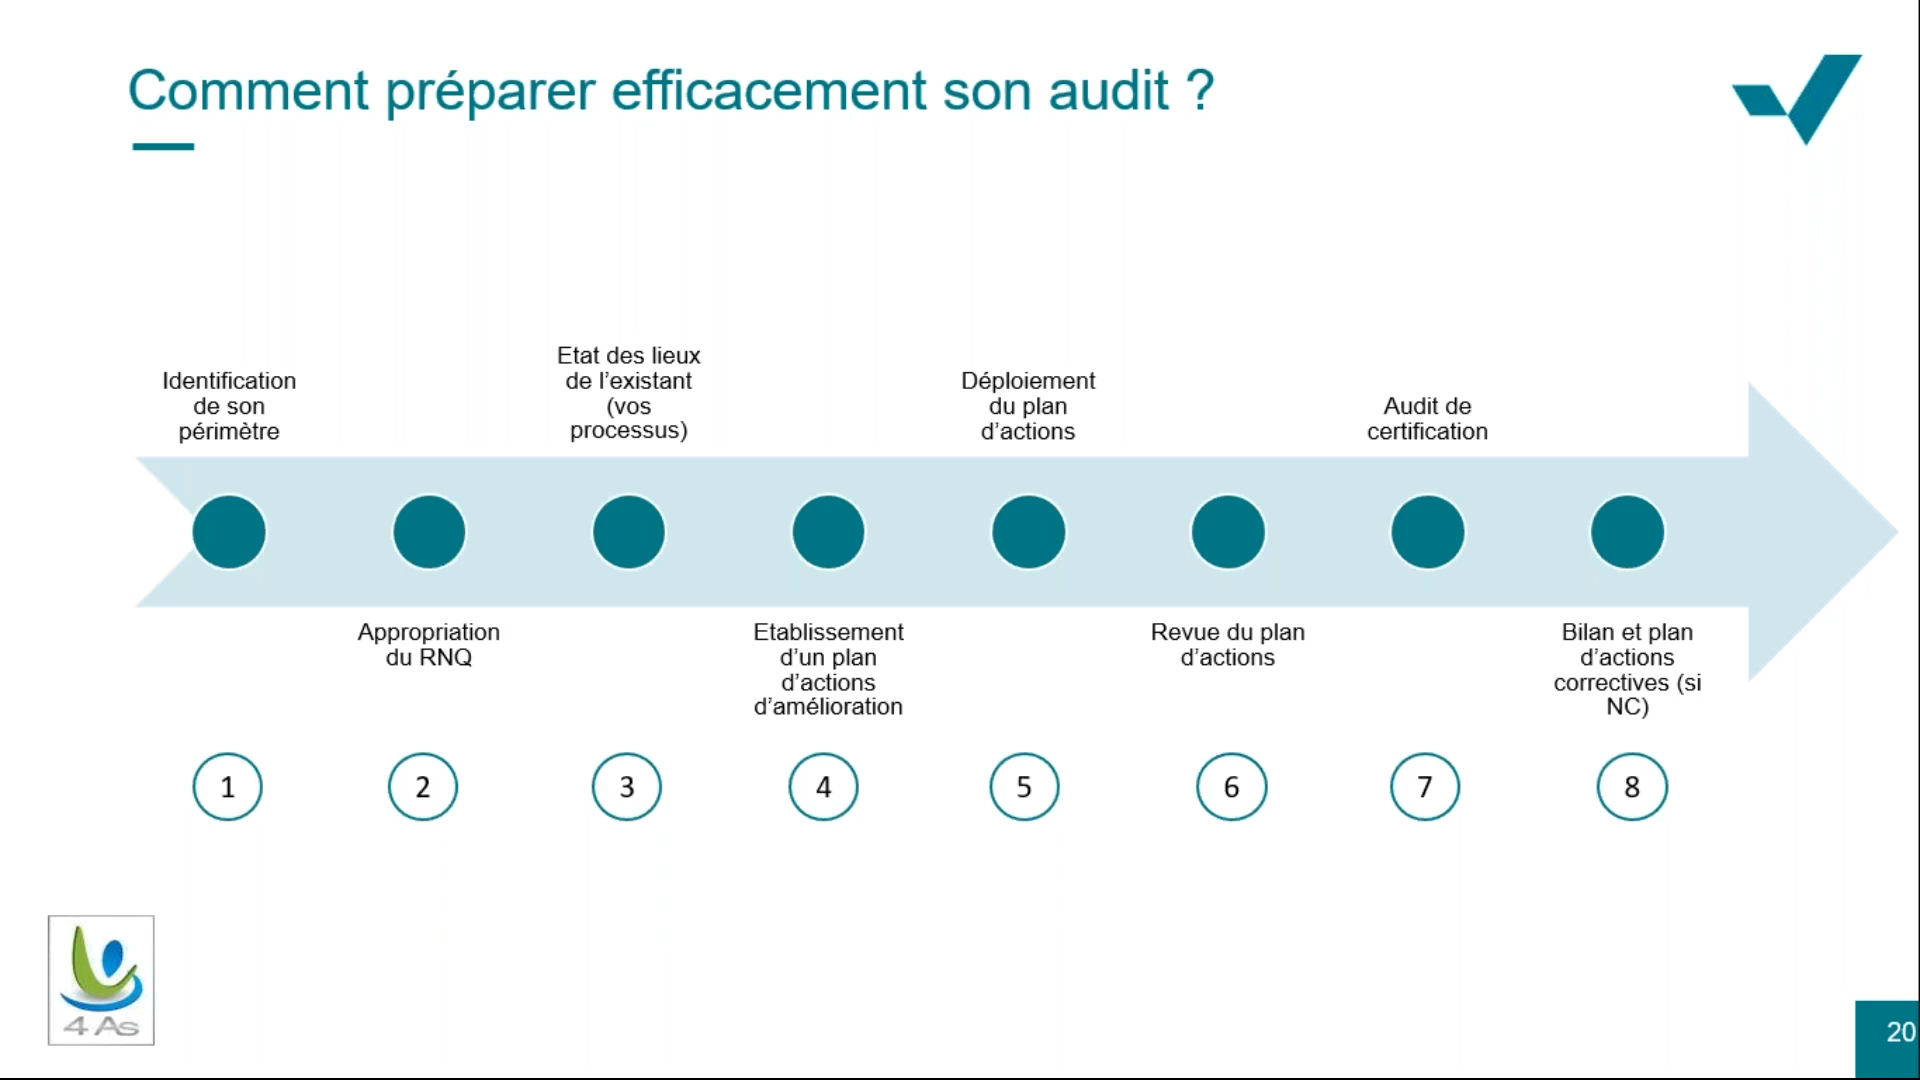 Comment préparer efficacement son audit ?
Identification
de son
périmètre
Etat des lieux
de l’existant
(vos
processus)
Déploiement
du plan
d’actions
Audit de
certification
Appropriation
du RNQ
Etablissement
d’un plan
d’actions
d’amélioration
Revue du plan
d’actions
Bilan et plan
d’actions
correctives (si
NC)
1
2
3
4
5
6
7
8
4 As
20